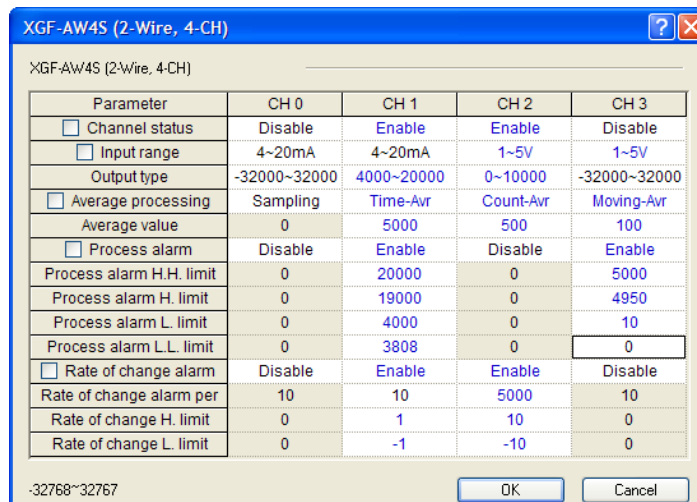 XGF-AW4S (2-Wire, 4-CH)
XGF-AW4S (2-Wire, 4-CH)
Parameter CH 0 CH 1 CH 2 CH 3
Channel status Disable Enable Enable Disable
Input range 4~20mA 4~20mA 1~5V 1~5V
Output type -32000~32000 4000~20000 0~10000 -32000~32000
Average processing Sampling Time-Avr Count-Avr Moving-Avr
Average value 0 5000 500 100
Process alarm Disable Enable Disable Enable
Process alarm H.H. limit 0 20000 0 5000
Process alarm H. limit 0 19000 0 4950
Process alarm L. limit 0 4000 0 10
Process alarm L.L. limit 0 3808 0 0
Rate of change alarm Disable Enable Enable Disable
Rate of change alarm per 10 10 5000 10
Rate of change H. limit 0 1 10 0
Rate of change L. limit 0 -1 -10 0
-32768~32767 OK Cancel